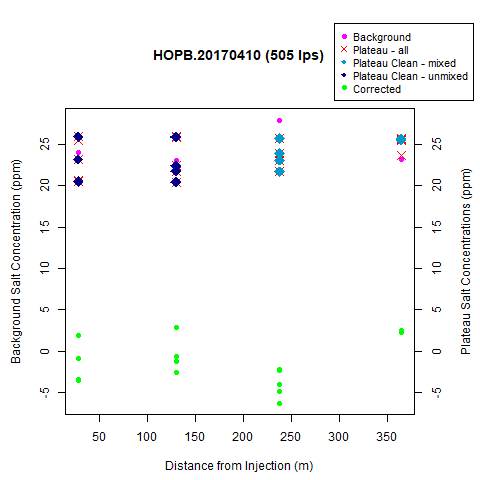 HOPB.20170410 (505 lps)
Background
Plateau - all
Plateau Clean - mixed
Plateau Clean - unmixed
Corrected
Background Salt Concentration (ppm)
25
20
15
10
5
0
-5
25
20
15
10
5
0
-5
Plateau Salt Concentrations (ppm)
50 100 150 200 250 300 350
Distance from Injection (m)